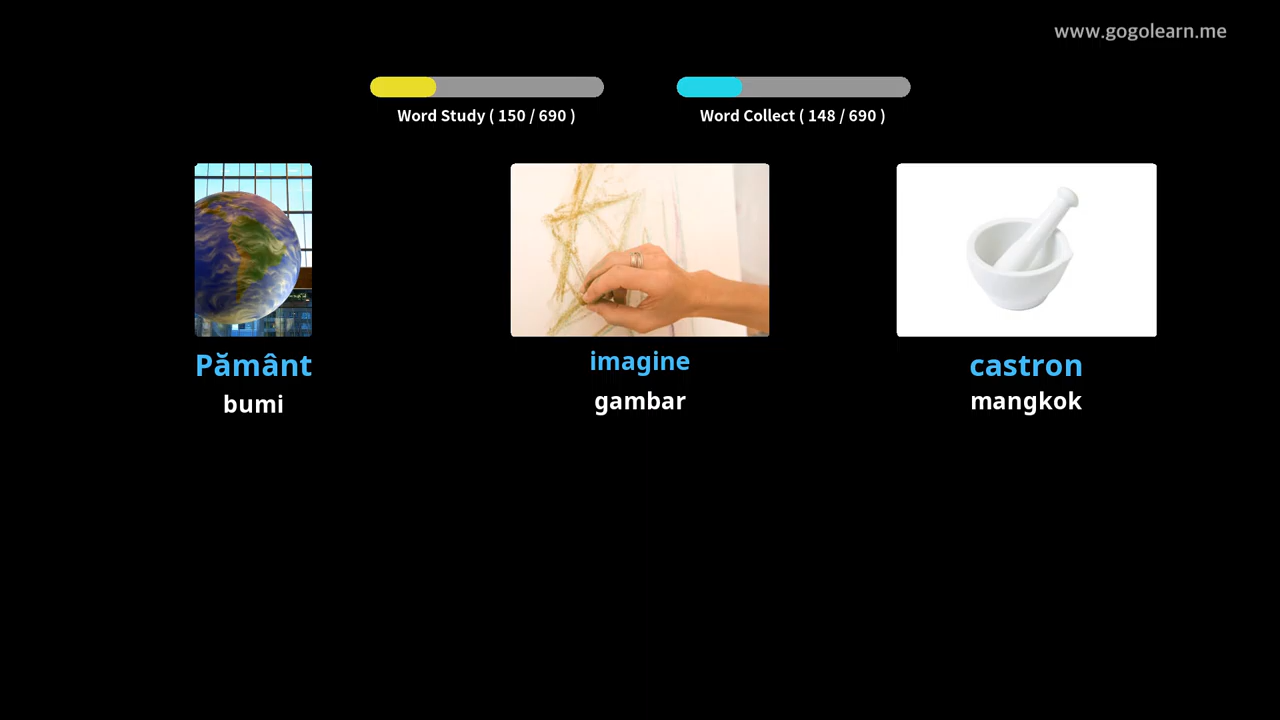 www.gogolearn.me
Word Study ( 150 / 690 )
Word Collect ( 148 / 690 )
Pământ
bumi
imagine
gambar
castron
mangkok